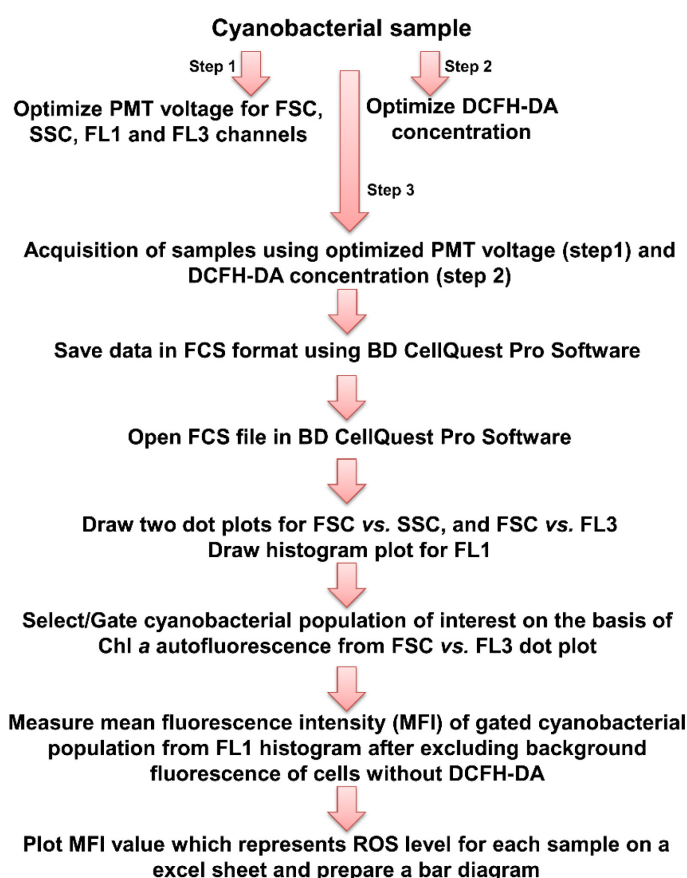 Cyanobacterial sample
Step 1
Step 2
Optimize PMT voltage for FSC,
SSC, FL1 and FL3 channels
Optimize DCFH-DA
concentration
Step 3
Acquisition of samples using optimized PMT voltage (step1) and
DCFH-DA concentration (step 2)
Save data in FCS format using BD CellQuest Pro Software
Open FCS file in BD CellQuest Pro Software
Draw two dot plots for FSC vs. SSC, and FSC vs. FL3
Draw histogram plot for FL1
Select/Gate cyanobacterial population of interest on the basis of
Chl a autofluorescence from FSC vs. FL3 dot plot
Measure mean fluorescence intensity (MFI) of gated cyanobacterial
population from FL1 histogram after excluding background
fluorescence of cells without DCFH-DA
Plot MFI value which represents ROS level for each sample on a
excel sheet and prepare a bar diagram